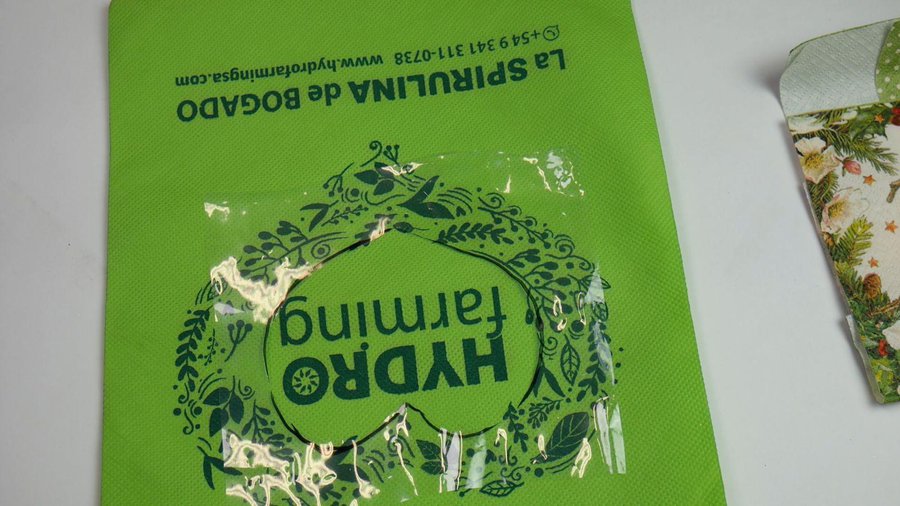 HYDRO
farming
La SPIRULINA de BOGADO
+54 9 341 311-0738 www.hydrofarmingsa.com